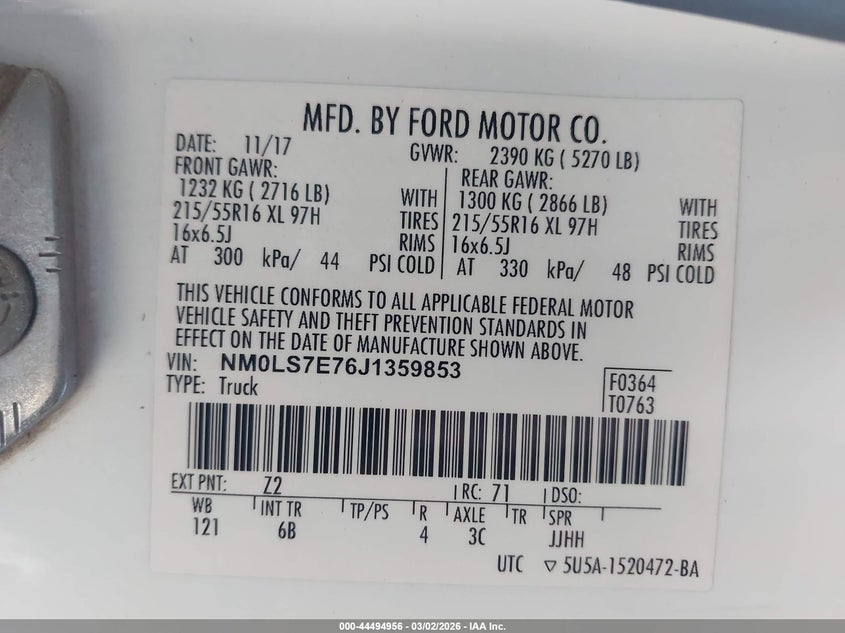 MFD. BY FORD MOTOR CO.
DATE: 11/17 GVWR: 2390 KG ( 5270 LB)
FRONT GAWR: REAR GAWR:
1232 KG ( 2716 LB) WITH 1300 KG ( 2866 LB) WITH
215/55R16 XL 97H TIRES 215/55R16 XL 97H TIRES
16x6.5J RIMS 16x6.5J RIMS
AT 300 kPa/ 44 PSI COLD AT 330 kPa/ 48 PSI COLD
THIS VEHICLE CONFORMS TO ALL APPLICABLE FEDERAL MOTOR
VEHICLE SAFETY AND THEFT PREVENTION STANDARDS IN
EFFECT ON THE DATE OF MANUFACTURE SHOWN ABOVE.
VIN: NM0LS7E76J1359853
TYPE: Truck F0364
T0763
EXT PNT: Z2 RC: 71 DSO:
WB INT TR TP/PS R AXLE TR SPR
121 6B 4 3C JJHH
UTC ▽ 5U5A-1520472-BA
000-44494956 - 03/02/2026 - IAA Inc.